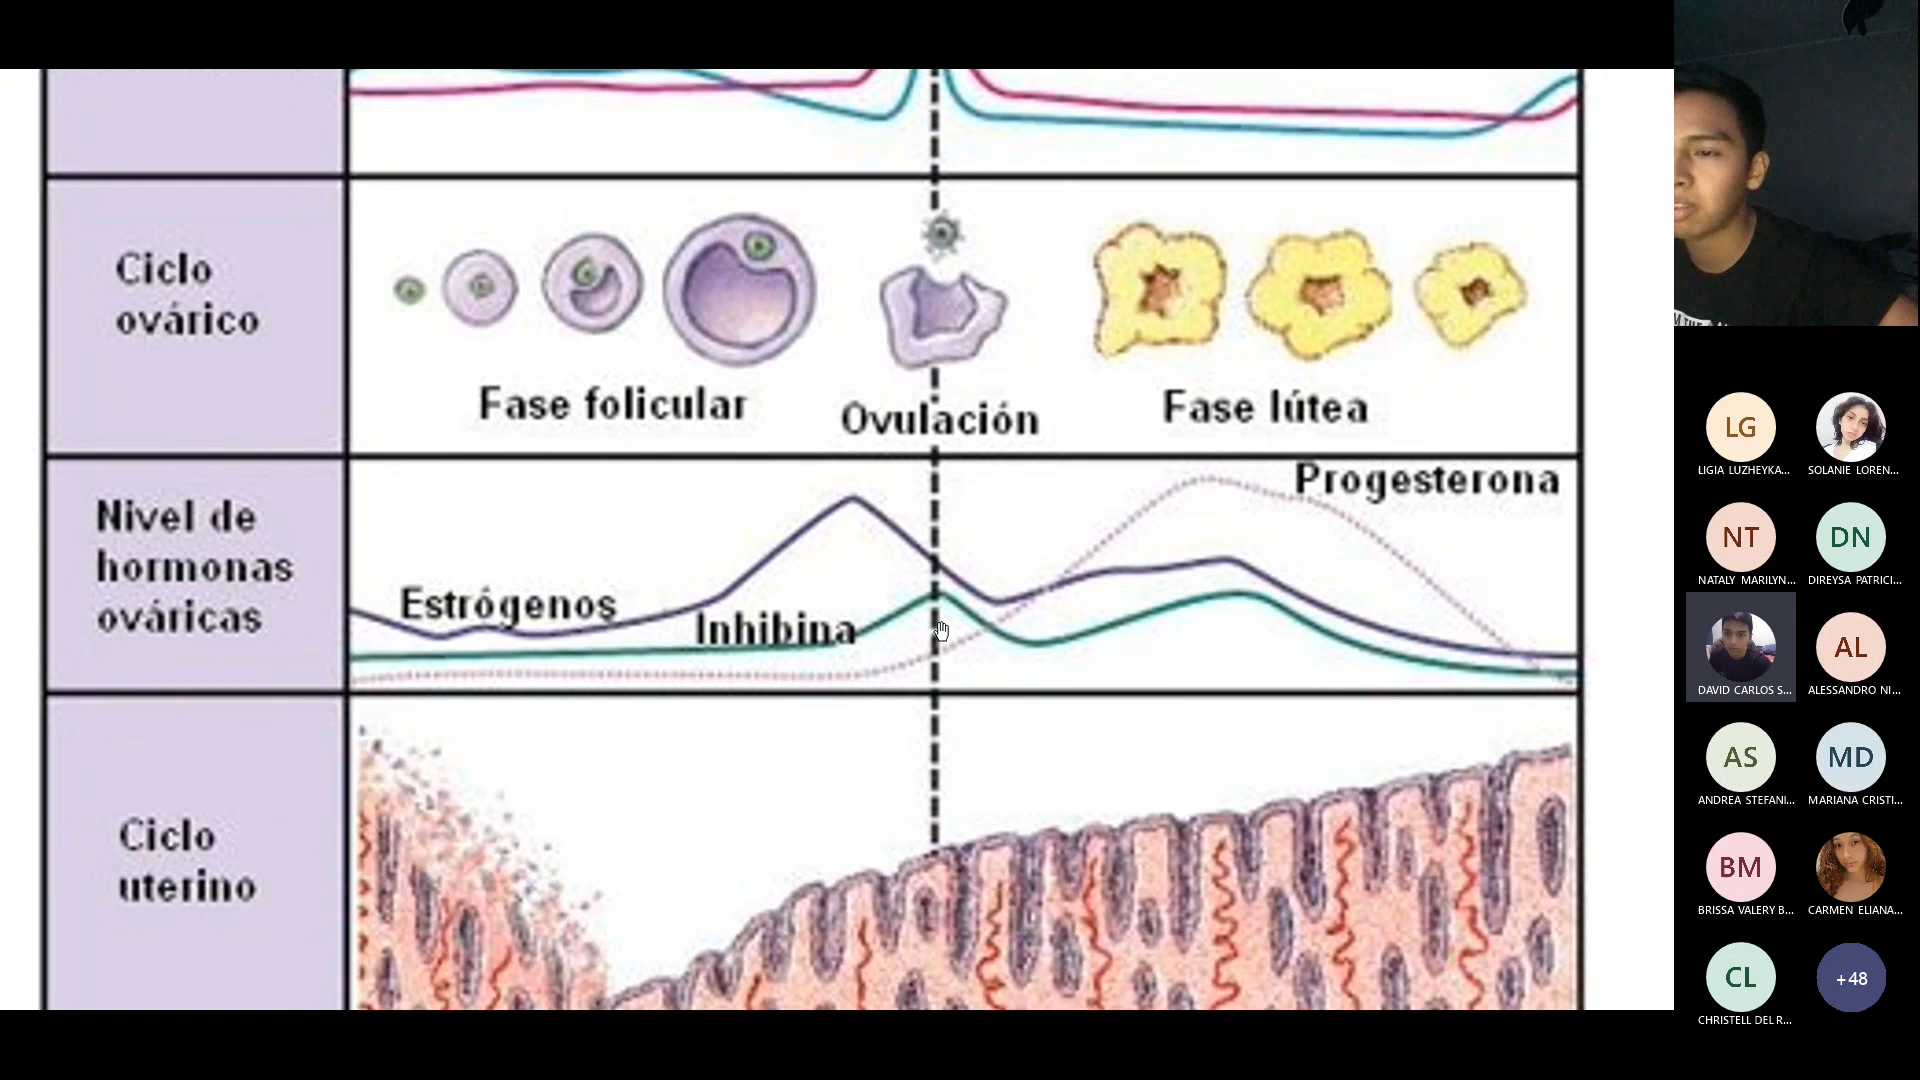 Ciclo
ovárico
Fase folicular
Ovulación
Fase lútea
Nivel de
hormonas
ováricas
Estrógenos
Inhibina
Progesterona
Ciclo
uterino
LG
LIGIA LUZHEYKA...
SOLANIE LOREN...
NT
NATALY MARILYN...
DN
DIREYSA PATRICI...
DAVID CARLOS S...
AL
ALESSANDRO NI...
AS
ANDREA STEFANI...
MD
MARIANA CRISTI...
BM
BRISSA VALERY B...
CARMEN ELIANA...
CL
CHRISTELL DEL R...
+48